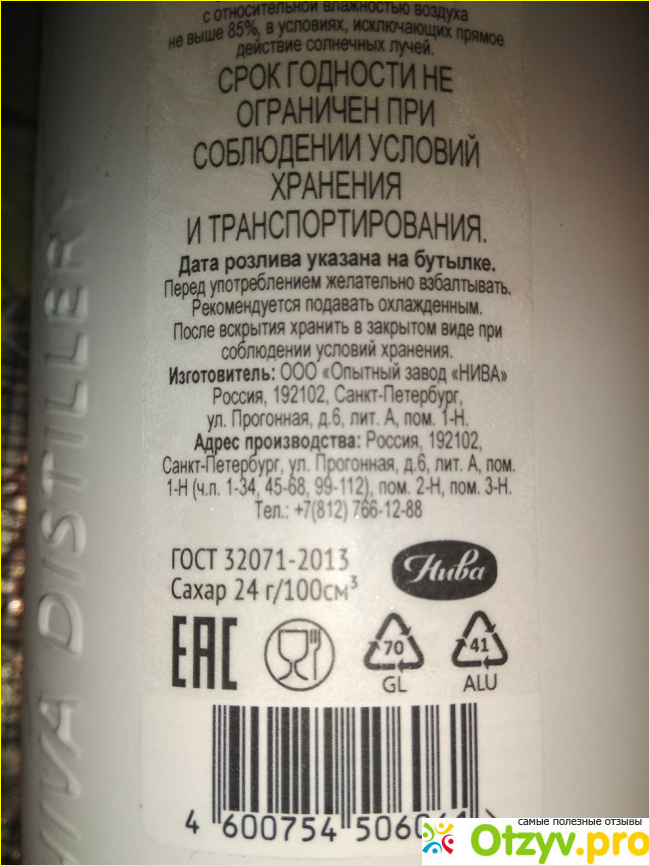 с относительной влажностью воздуха
не выше 85%, в условиях, исключающих прямое
действие солнечных лучей.
СРОК ГОДНОСТИ НЕ
ОГРАНИЧЕН ПРИ
СОБЛЮДЕНИИ УСЛОВИЙ
ХРАНЕНИЯ
И ТРАНСПОРТИРОВАНИЯ.
Дата розлива указана на бутылке.
Перед употреблением желательно взбалтывать.
Рекомендуется подавать охлажденным.
После вскрытия хранить в закрытом виде при
соблюдении условий хранения.
Изготовитель: ООО «Опытный завод «НИВА»
Россия, 192102, Санкт-Петербург,
ул. Прогонная, д.6, лит. А, пом. 1-Н.
Адрес производства: Россия, 192102,
Санкт-Петербург, ул. Прогонная, д.6, лит. А, пом.
1-Н (ч.п. 1-34, 45-68, 99-112), пом. 2-Н, пом. 3-Н.
Тел.: +7(812) 766-12-88
ГОСТ 32071-2013
Сахар 24 г/100см³
Нива
EAC
70
GL
41
ALU
4 600754 506
DISTILLERY
самые полезные отзывы
Otzyv.pro